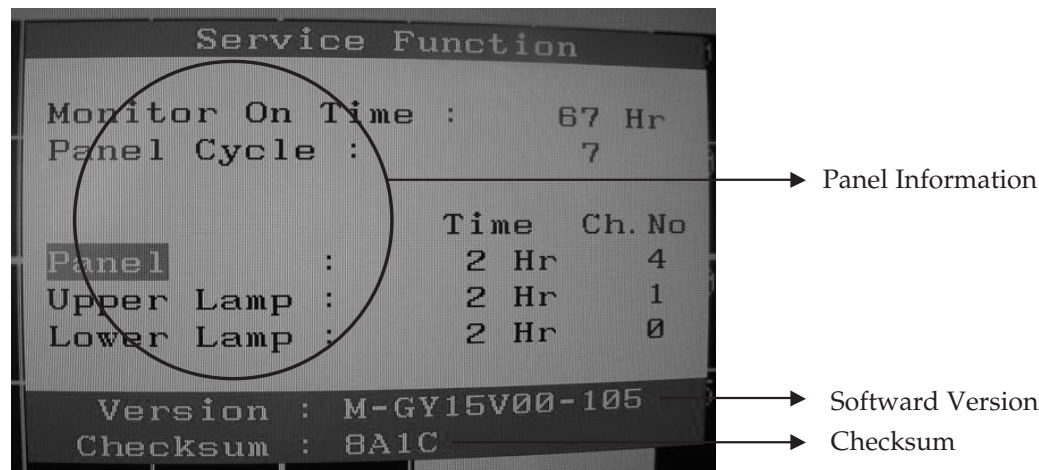 Service Function
Monitor On Time : 67 Hr
Panel Cycle : 7
Panel Information
Time Ch. No
Panel : 2 Hr 4
Upper Lamp : 2 Hr 1
Lower Lamp : 2 Hr 0
Version : M-GY15V00-105
Softward Version
Checksum : 8A1C
Checksum